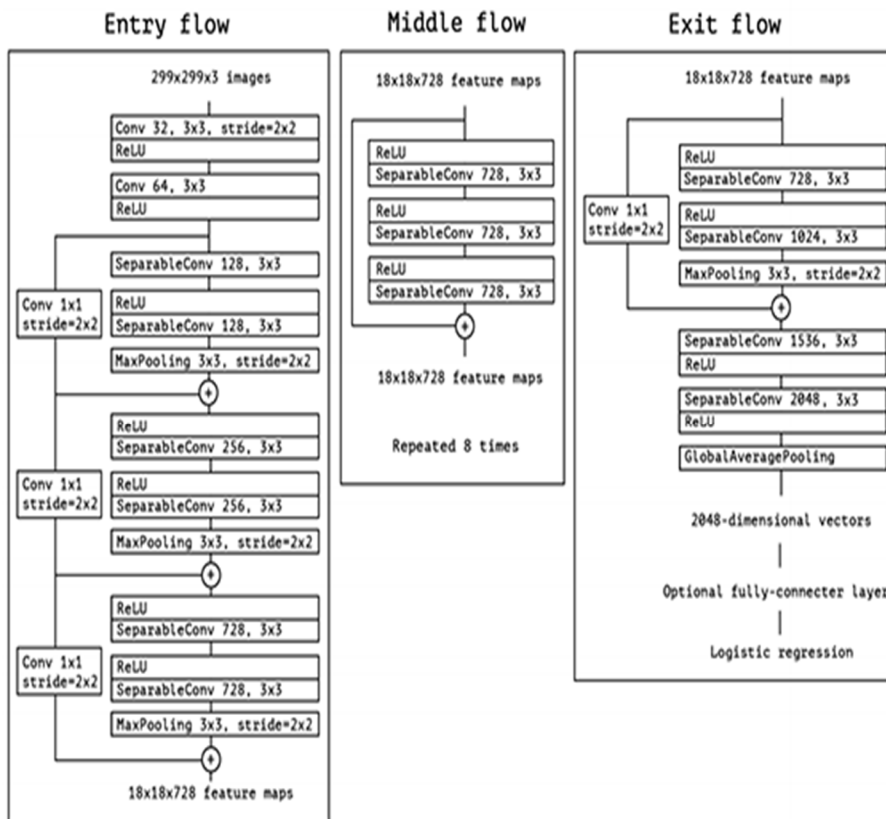 Entry flow
299x299x3 images
Conv 32, 3x3, stride=2x2
ReLU
Conv 64, 3x3
ReLU
SeparableConv 128, 3x3
Conv 1x1
stride=2x2
ReLU
SeparableConv 128, 3x3
MaxPooling 3x3, stride=2x2
+
ReLU
SeparableConv 256, 3x3
Conv 1x1
stride=2x2
ReLU
SeparableConv 256, 3x3
MaxPooling 3x3, stride=2x2
+
ReLU
SeparableConv 728, 3x3
Conv 1x1
stride=2x2
ReLU
SeparableConv 728, 3x3
MaxPooling 3x3, stride=2x2
+
18x18x728 feature maps
Middle flow
18x18x728 feature maps
ReLU
SeparableConv 728, 3x3
ReLU
SeparableConv 728, 3x3
ReLU
SeparableConv 728, 3x3
+
18x18x728 feature maps
Repeated 8 times
Exit flow
18x18x728 feature maps
ReLU
SeparableConv 728, 3x3
Conv 1x1
stride=2x2
ReLU
SeparableConv 1024, 3x3
MaxPooling 3x3, stride=2x2
+
SeparableConv 1536, 3x3
ReLU
SeparableConv 2048, 3x3
ReLU
GlobalAveragePooling
2048-dimensional vectors
Optional fully-connecter layer
Logistic regression